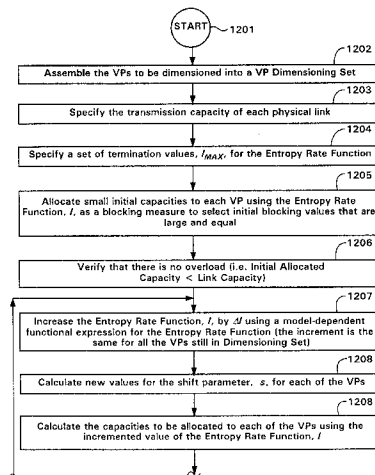 START
1201
1202
Assemble the VPs to be dimensioned into a VP Dimensioning Set
1203
Specify the transmission capacity of each physical link
1204
Specify a set of termination values, I_MAX, for the Entropy Rate Function
1205
Allocate small initial capacities to each VP using the Entropy Rate
Function, I, as a blocking measure to select initial blocking values that are
large and equal
1206
Verify that there is no overload (i.e. Initial Allocated
Capacity < Link Capacity)
1207
Increase the Entropy Rate Function, I, by ΔI using a model-dependent
functional expression for the Entropy Rate Function (the increment is the
same for all the VPs still in Dimensioning Set)
1208
Calculate new values for the shift parameter, s, for each of the VPs
1208
Calculate the capacities to be allocated to each of the VPs using the
incremented value of the Entropy Rate Function, I